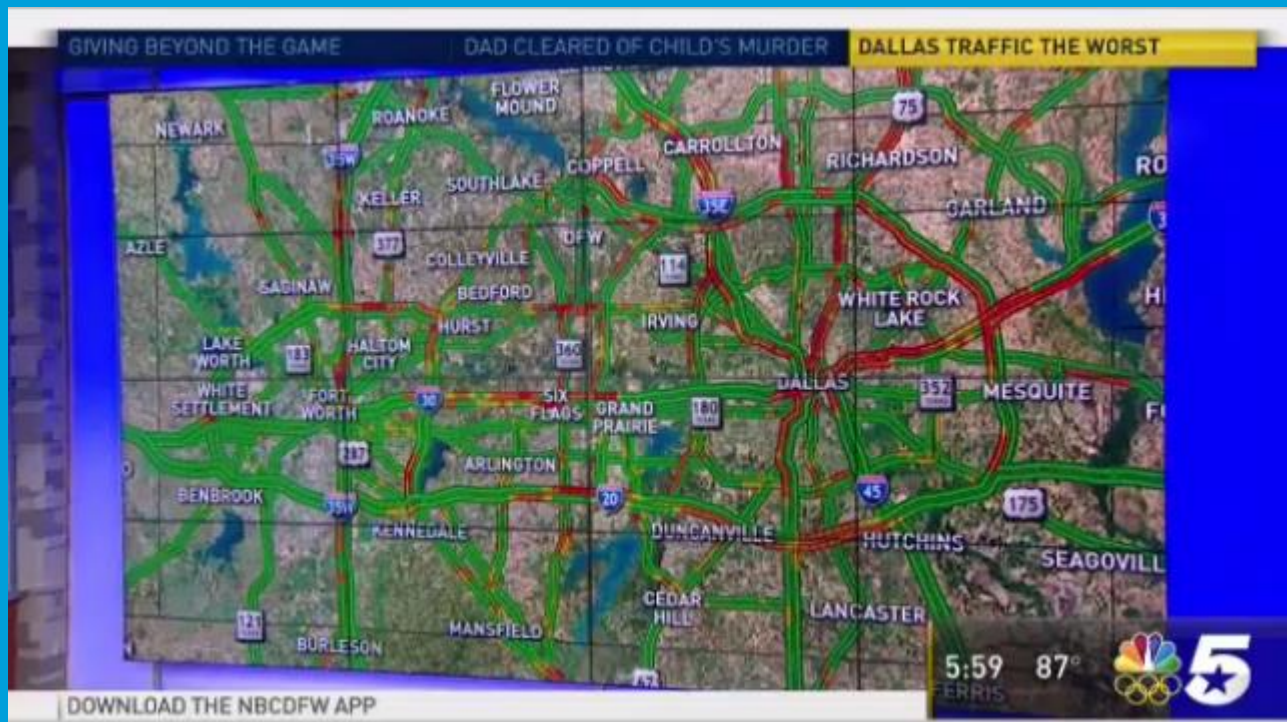 GIVING BEYOND THE GAME
DAD CLEARED OF CHILD'S MURDER
DALLAS TRAFFIC THE WORST
FLOWER
MOUND
ROANOKE
NEWARK
75
CARROLLTON
RICHARDSON
35W
COPPELL
RO
KELLER
SOUTHLAKE
35E
GARLAND
377
DFW
AZLE
COLLEYVILLE
114
SAGINAW
BEDFORD
WHITE ROCK
LAKE
H
HURST
IRVING
LAKE
WORTH
183
HALTOM
CITY
360
DALLAS
352
MESQUITE
WHITE
SETTLEMENT
FORT
WORTH
30
SIX
FLAGS
GRAND
PRAIRIE
180
287
ARLINGTON
BENBROOK
35W
20
45
175
KENNEDALE
DUNCANVILLE
HUTCHINS
SEAGOVILL
CEDAR
HILL
LANCASTER
121
MANSFIELD
BURLESON
5:59 87°
5
FERRIS
DOWNLOAD THE NBCDFW APP